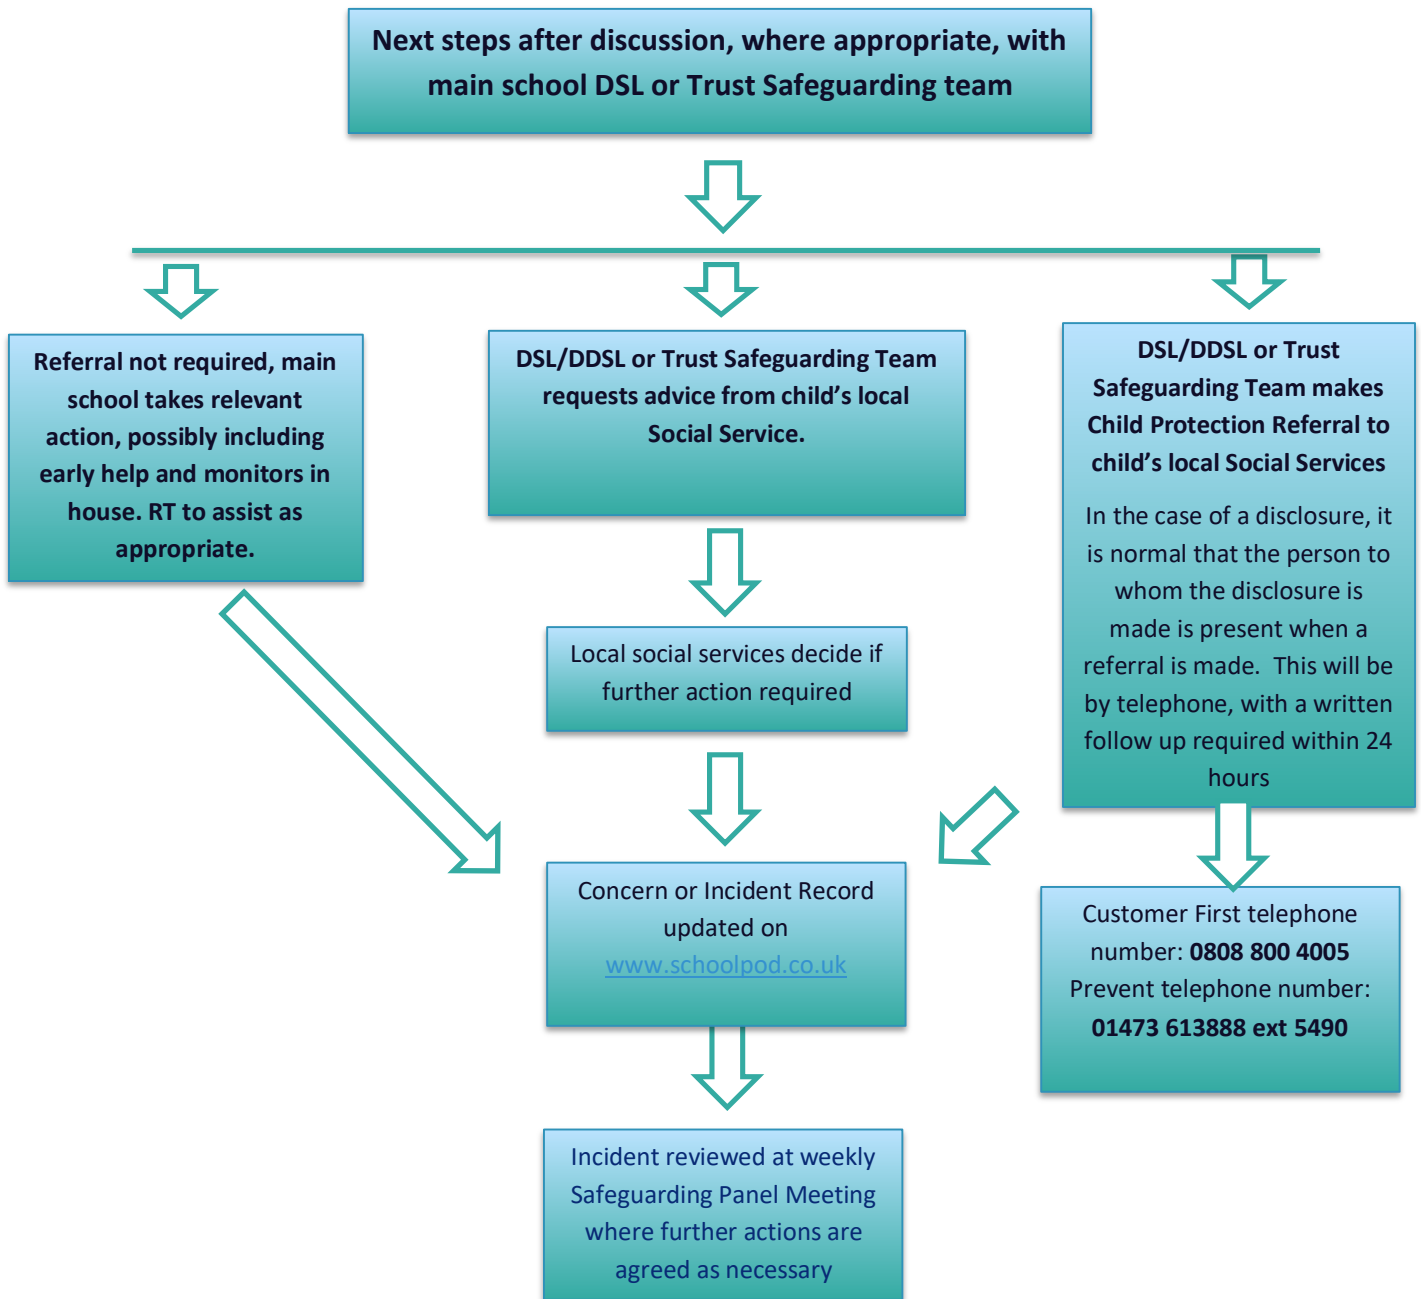 Next steps after discussion, where appropriate, with
main school DSL or Trust Safeguarding team
Referral not required, main
school takes relevant
action, possibly including
early help and monitors in
house. RT to assist as
appropriate.
DSL/DDSL or Trust Safeguarding Team
requests advice from child’s local
Social Service.
DSL/DDSL or Trust
Safeguarding Team makes
Child Protection Referral to
child’s local Social Services
In the case of a disclosure, it
is normal that the person to
whom the disclosure is
made is present when a
referral is made.  This will be
by telephone, with a written
follow up required within 24
hours
Local social services decide if
further action required
Concern or Incident Record
updated on
www.schoolpod.co.uk
Customer First telephone
number: 0808 800 4005
Prevent telephone number:
01473 613888 ext 5490
Incident reviewed at weekly
Safeguarding Panel Meeting
where further actions are
agreed as necessary